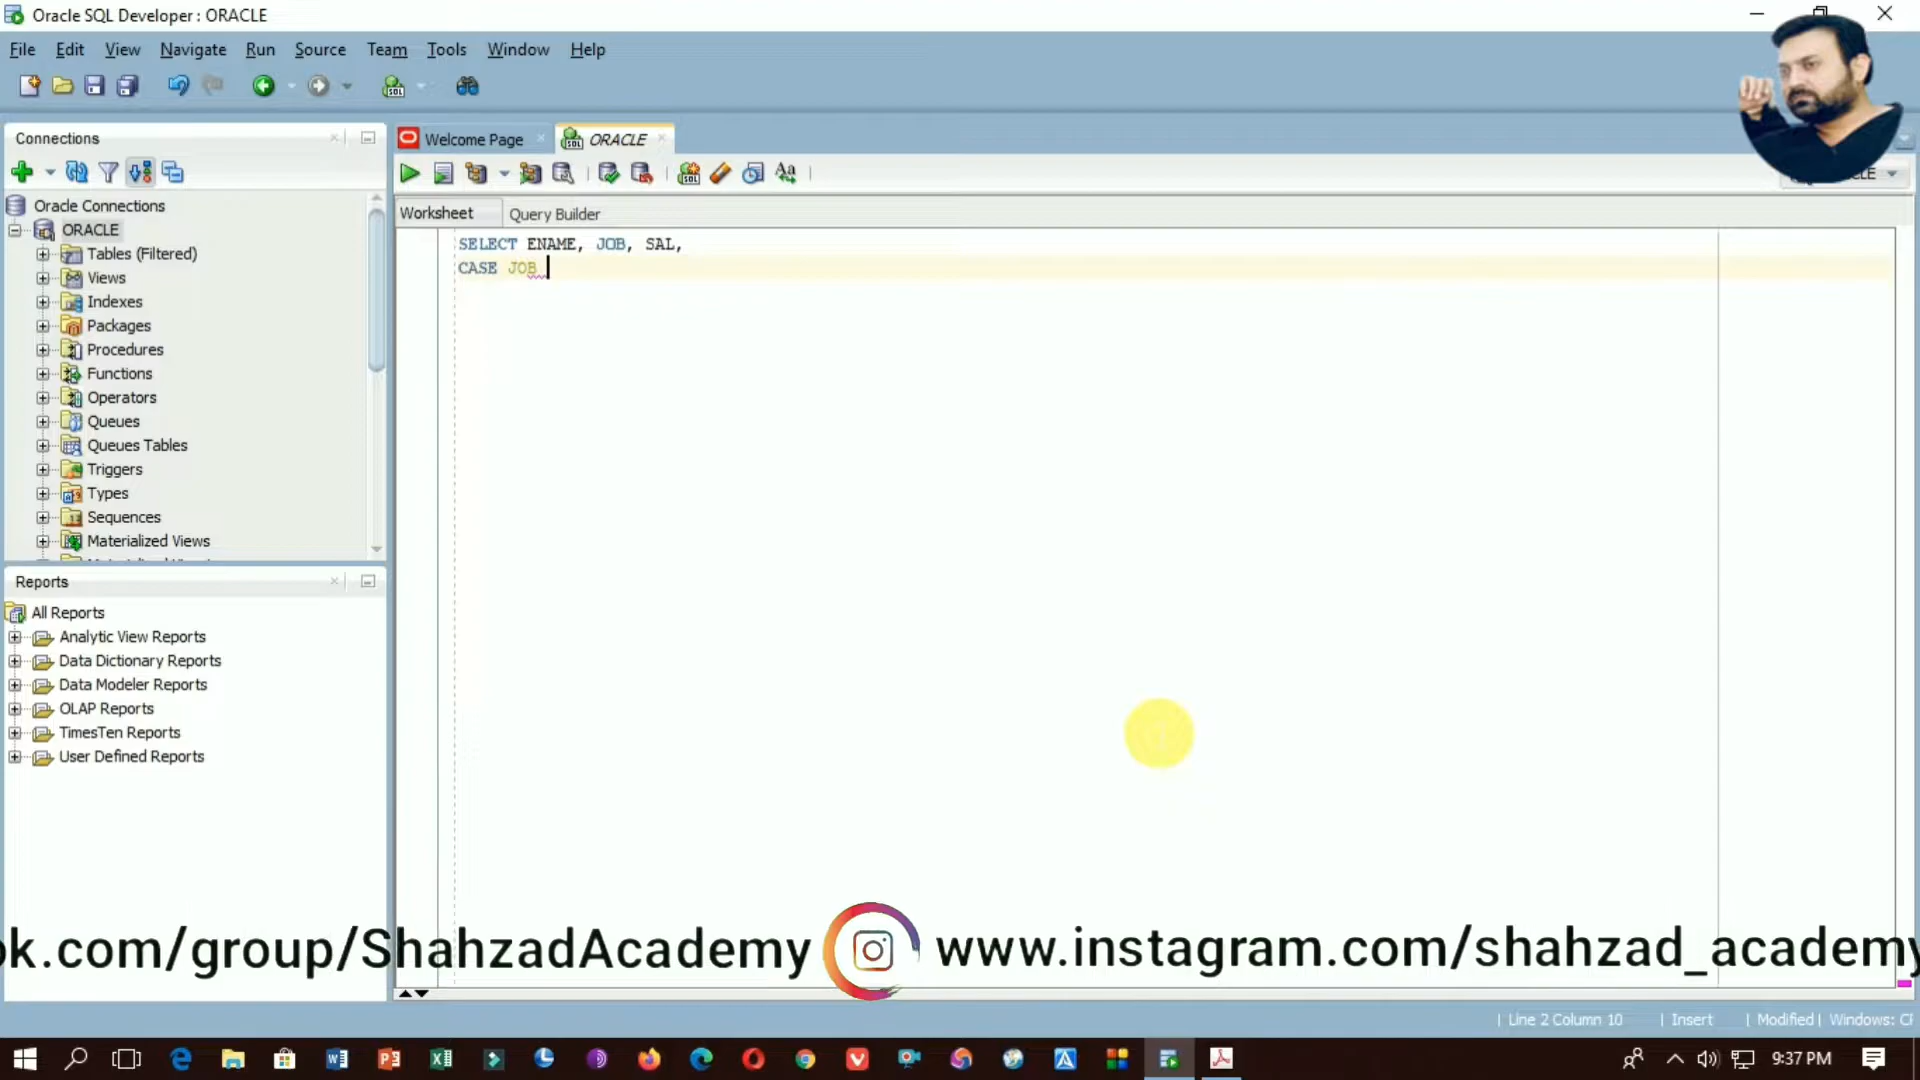 Oracle SQL Developer : ORACLE
File Edit View Navigate Run Source Team Tools Window Help
Connections
Oracle Connections
ORACLE
Tables (Filtered)
Views
Indexes
Packages
Procedures
Functions
Operators
Queues
Queues Tables
Triggers
Types
Sequences
Materialized Views
Reports
All Reports
Analytic View Reports
Data Dictionary Reports
Data Modeler Reports
OLAP Reports
TimesTen Reports
User Defined Reports
Welcome Page
ORACLE
Worksheet
Query Builder
SELECT ENAME, JOB, SAL,
CASE JOB
ok.com/group/ShahzadAcademy
www.instagram.com/shahzad_academy
Line 2 Column 10 | Insert | Modified | Windows:
9:37 PM